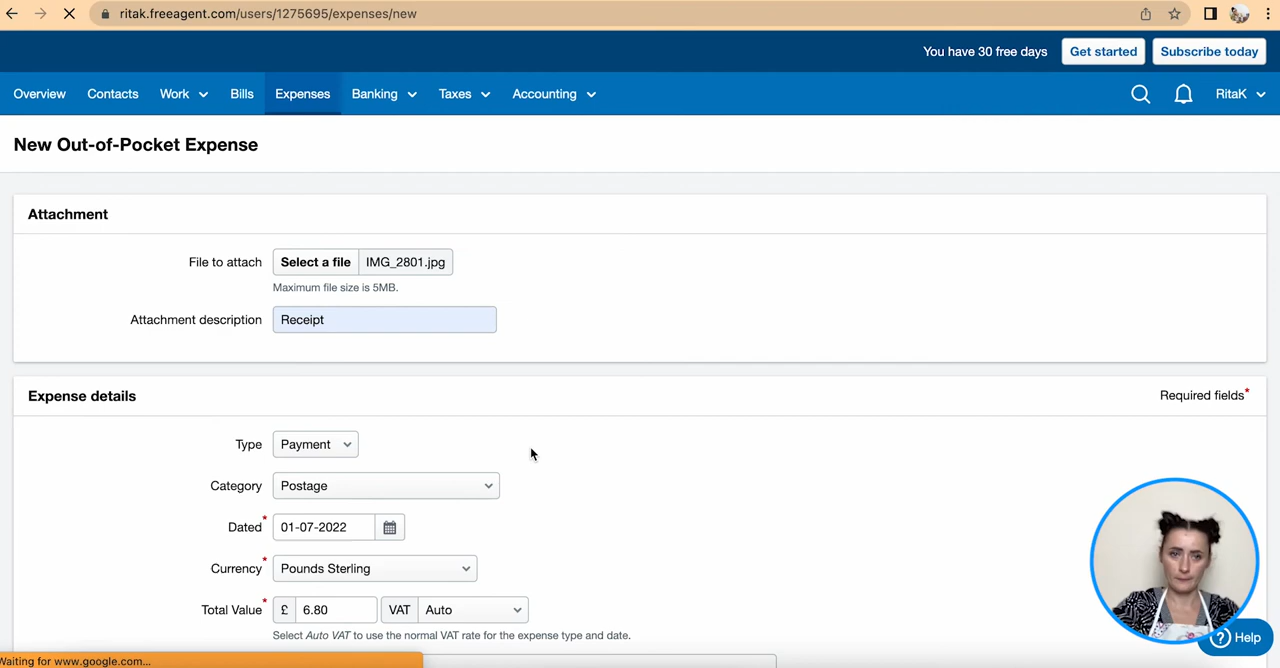 ritak.freeagent.com/users/1275695/expenses/new
You have 30 free days Get started Subscribe today
Overview Contacts Work Bills Expenses Banking Taxes Accounting RitaK
New Out-of-Pocket Expense
Attachment
File to attach Select a file IMG_2801.jpg
Maximum file size is 5MB.
Attachment description Receipt
Expense details Required fields*
Type Payment
Category Postage
Dated* 01-07-2022
Currency* Pounds Sterling
Total Value* £ 6.80 VAT Auto
Select Auto VAT to use the normal VAT rate for the expense type and date.
? Help
Waiting for www.google.com...